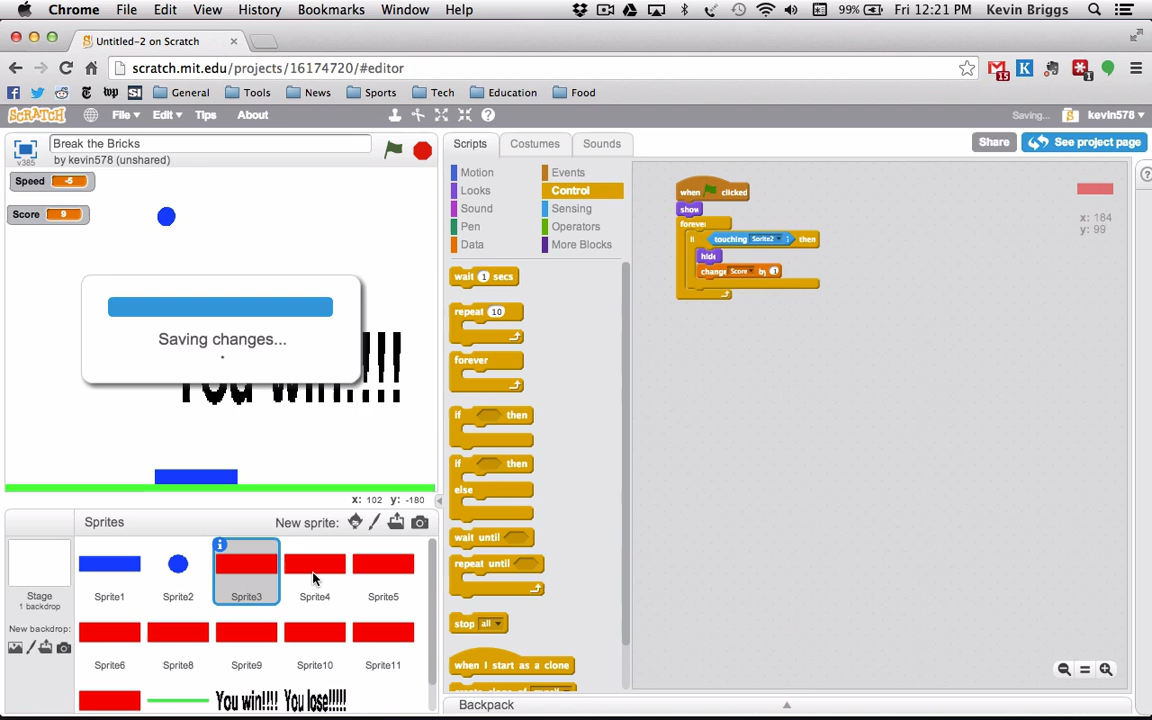 Chrome File Edit View History Bookmarks Window Help 99% Fri 12:21 PM Kevin Briggs
Untitled-2 on Scratch
scratch.mit.edu/projects/16174720/#editor 15 K 1
General Tools News Sports Tech Education Food
SCRATCH File Edit Tips About Saving... kevin578
Break the Bricks
by kevin578 (unshared)
v385
Scripts Costumes Sounds
Share See project page
Speed -5
Score 9
Motion Events
Looks Control
Sound Sensing
Pen Operators
Data More Blocks
when clicked
show
forever
if touching Sprite2 ? then
hide
change Score by 1
x: 184
y: 99
wait 1 secs
repeat 10
forever
if then
if then
else
wait until
repeat until
stop all
when I start as a clone
Saving changes...
You win!!!!
x: 102 y: -180
Sprites New sprite:
Stage
1 backdrop
New backdrop:
Sprite1 Sprite2 Sprite3 Sprite4 Sprite5
Sprite6 Sprite8 Sprite9 Sprite10 Sprite11
You win!!!! You lose!!!!!
Backpack